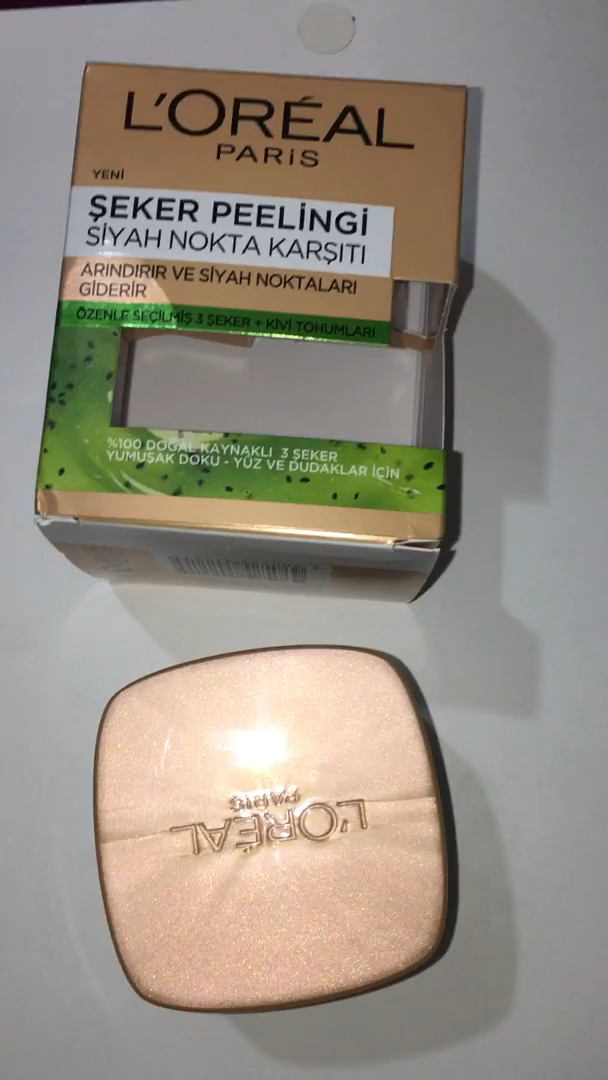 L'ORÉAL
PARİS
YENİ
ŞEKER PEELİNGİ
SİYAH NOKTA KARŞITI
ARINDIRIR VE SİYAH NOKTALARI
GİDERİR
ÖZENLE SEÇİLMİŞ 3 ŞEKER + KİVİ TOHUMLARI
%100 DOĞAL KAYNAKLI 3 ŞEKER
YUMUŞAK DOKU - YÜZ VE DUDAKLAR İÇİN
L'ORÉAL
PARIS